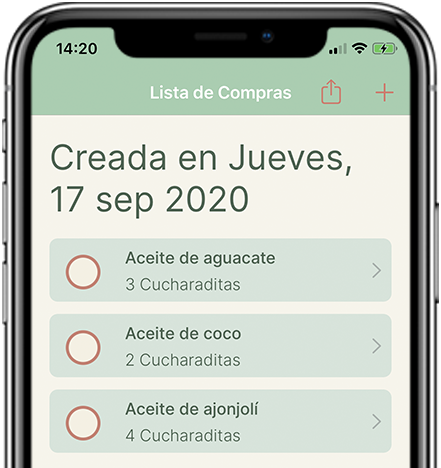 14:20
Lista de Compras
Creada en Jueves,
17 sep 2020
Aceite de aguacate
3 Cucharaditas
Aceite de coco
2 Cucharaditas
Aceite de ajonjolí
4 Cucharaditas